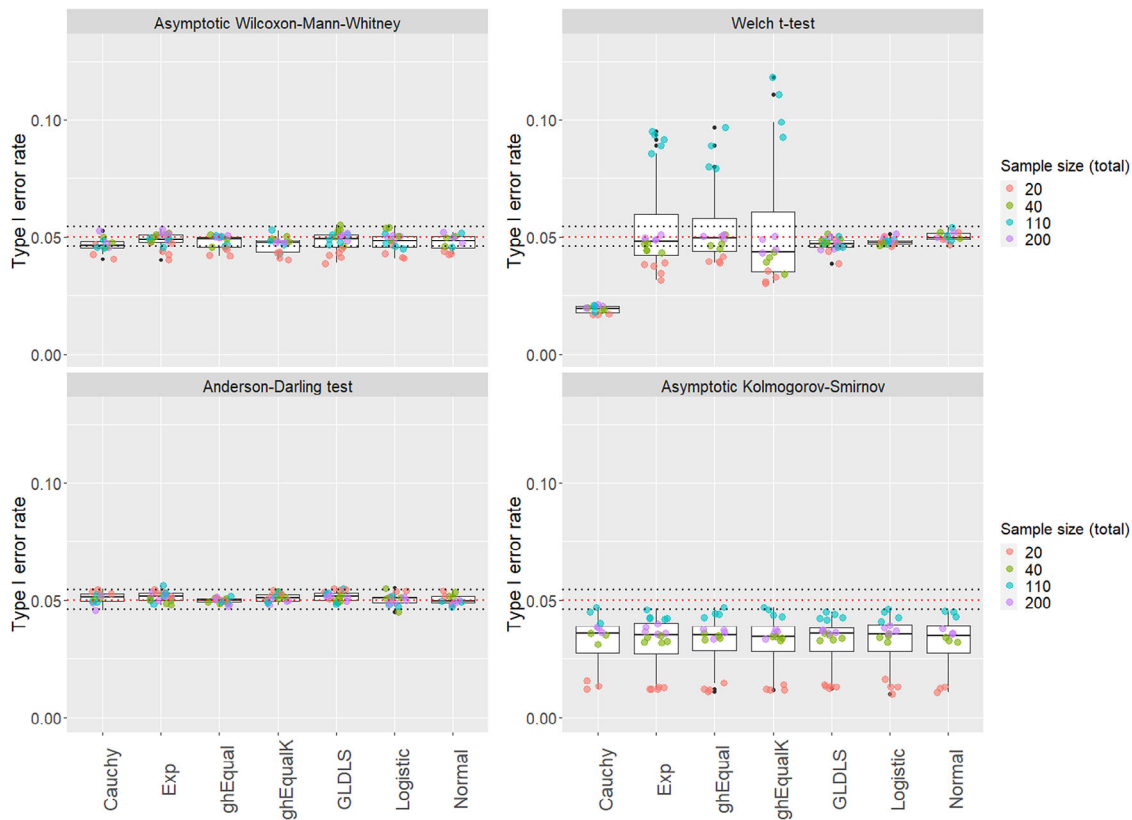 Asymptotic Wilcoxon-Mann-Whitney
Welch t-test
Type I error rate
0.10
0.05
0.00
Type I error rate
0.10
0.05
0.00
Sample size (total)
20
40
110
200
Anderson-Darling test
Asymptotic Kolmogorov-Smirnov
Type I error rate
0.10
0.05
0.00
Type I error rate
0.10
0.05
0.00
Sample size (total)
20
40
110
200
Cauchy
Exp
ghEqual
ghEqualK
GLDLS
Logistic
Normal
Cauchy
Exp
ghEqual
ghEqualK
GLDLS
Logistic
Normal